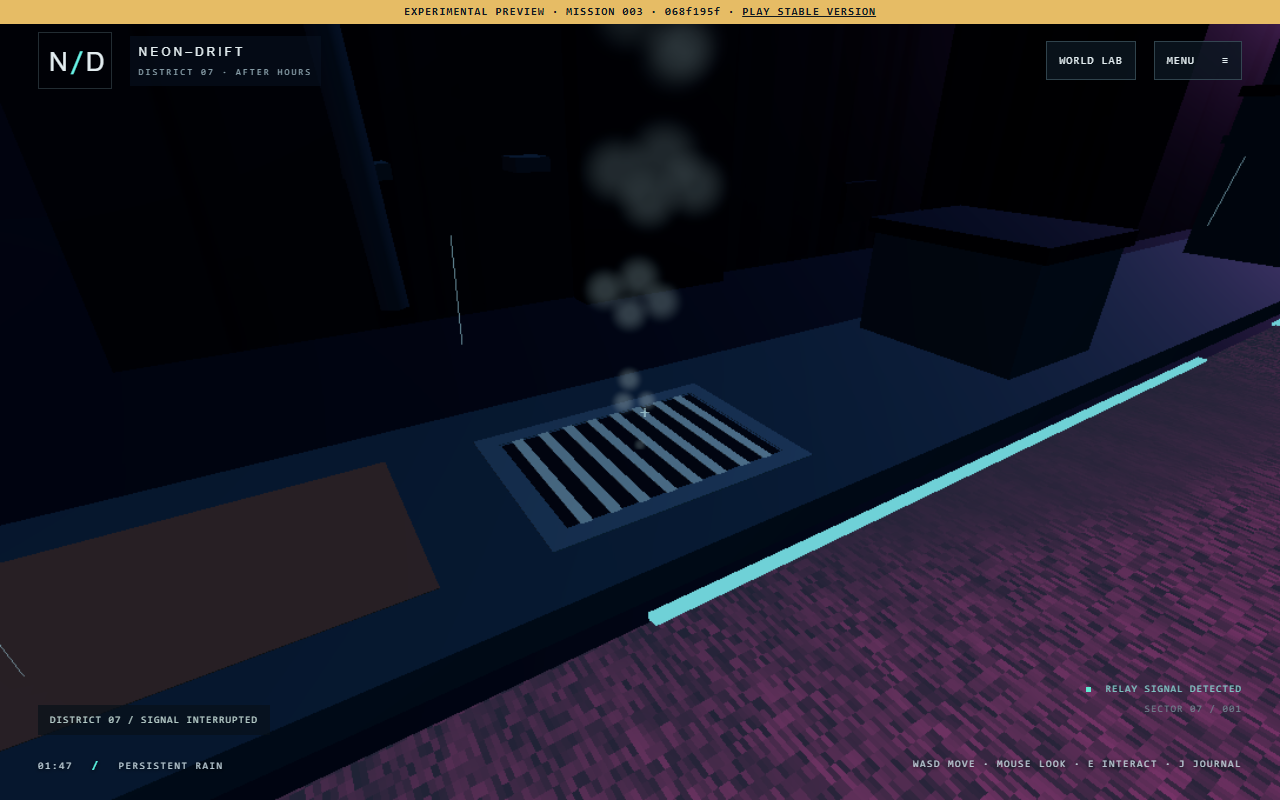 EXPERIMENTAL PREVIEW · MISSION 003 · 068f195f · PLAY STABLE VERSION
N/D
NEON—DRIFT
DISTRICT 07 · AFTER HOURS
WORLD LAB
MENU ≡
RELAY SIGNAL DETECTED
SECTOR 07 / 001
DISTRICT 07 / SIGNAL INTERRUPTED
01:47 / PERSISTENT RAIN
WASD MOVE · MOUSE LOOK · E INTERACT · J JOURNAL